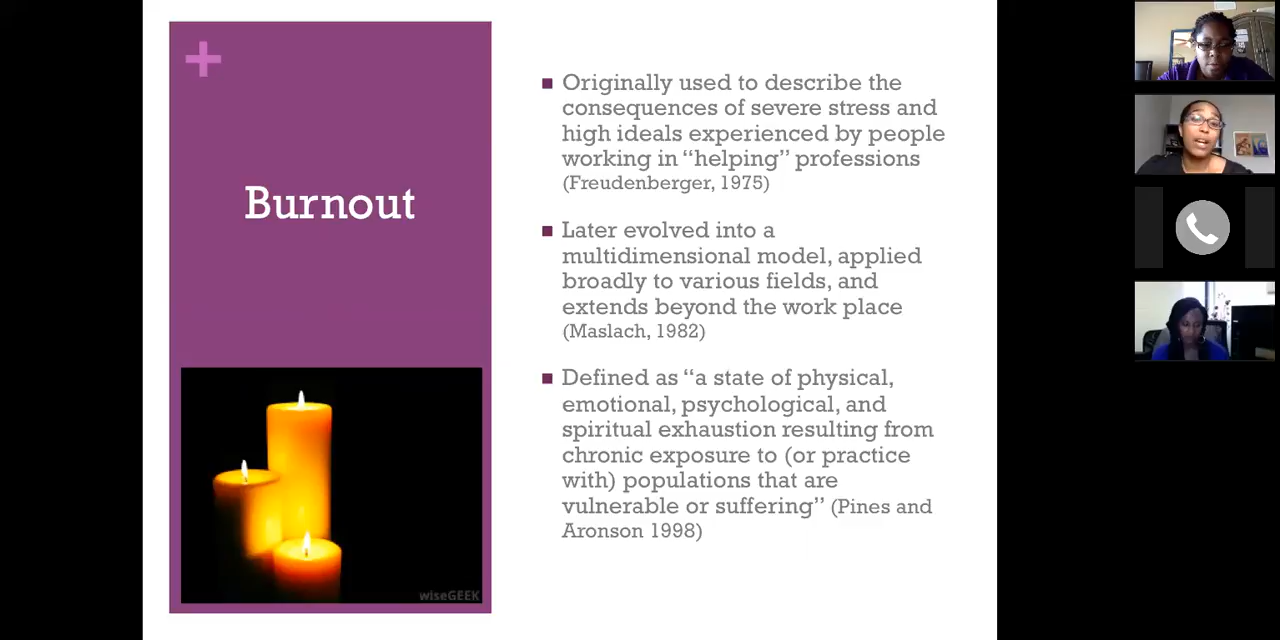 +
Burnout
■ Originally used to describe the
consequences of severe stress and
high ideals experienced by people
working in “helping” professions
(Freudenberger, 1975)
■ Later evolved into a
multidimensional model, applied
broadly to various fields, and
extends beyond the work place
(Maslach, 1982)
■ Defined as “a state of physical,
emotional, psychological, and
spiritual exhaustion resulting from
chronic exposure to (or practice
with) populations that are
vulnerable or suffering” (Pines and
Aronson 1998)
wiseGEEK